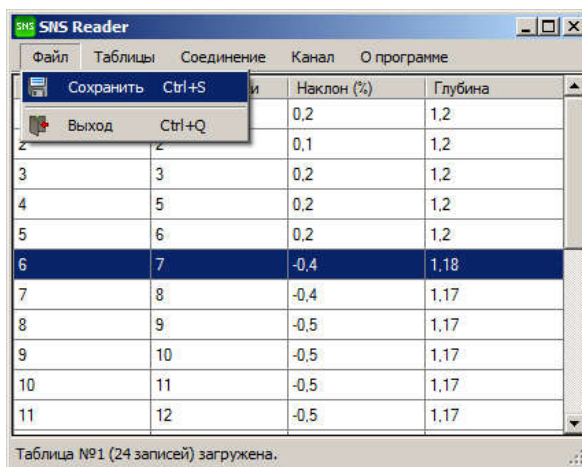 SNS SNS Reader
Файл Таблицы Соединение Канал О программе
Сохранить Ctrl+S
Выход Ctrl+Q
и Наклон (%) Глубина
0,2 1,2
2 2 0,1 1,2
3 3 0,2 1,2
4 5 0,2 1,2
5 6 0,2 1,2
6 7 -0,4 1,18
7 8 -0,4 1,17
8 9 -0,5 1,17
9 10 -0,5 1,17
10 11 -0,5 1,17
11 12 -0,5 1,17
Таблица №1 (24 записей) загружена.